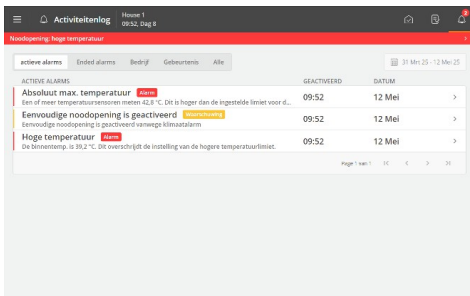 Activiteitenlog
House 1
09:52, Dag 8
3
Noodopening: hoge temperatuur
actieve alarms Ended alarms Bedrijf Gebeurtenis Alle
31 Mrt 25 - 12 Mei 25
ACTIEVE ALARMS GEACTIVEERD DATUM
Absoluut max. temperatuur Alarm
Een of meer temperatuursensoren meten 42,8 °C. Dit is hoger dan de ingestelde limiet voor d...
09:52 12 Mei
Eenvoudige noodopening is geactiveerd Waarschuwing
Eenvoudige noodopening is geactiveerd vanwege klimaatalarm
09:52 12 Mei
Hoge temperatuur Alarm
De binnentemp. is 39,2 °C. Dit overschrijdt de instelling van de hogere temperatuurlimiet.
09:52 12 Mei
Page 1 van 1